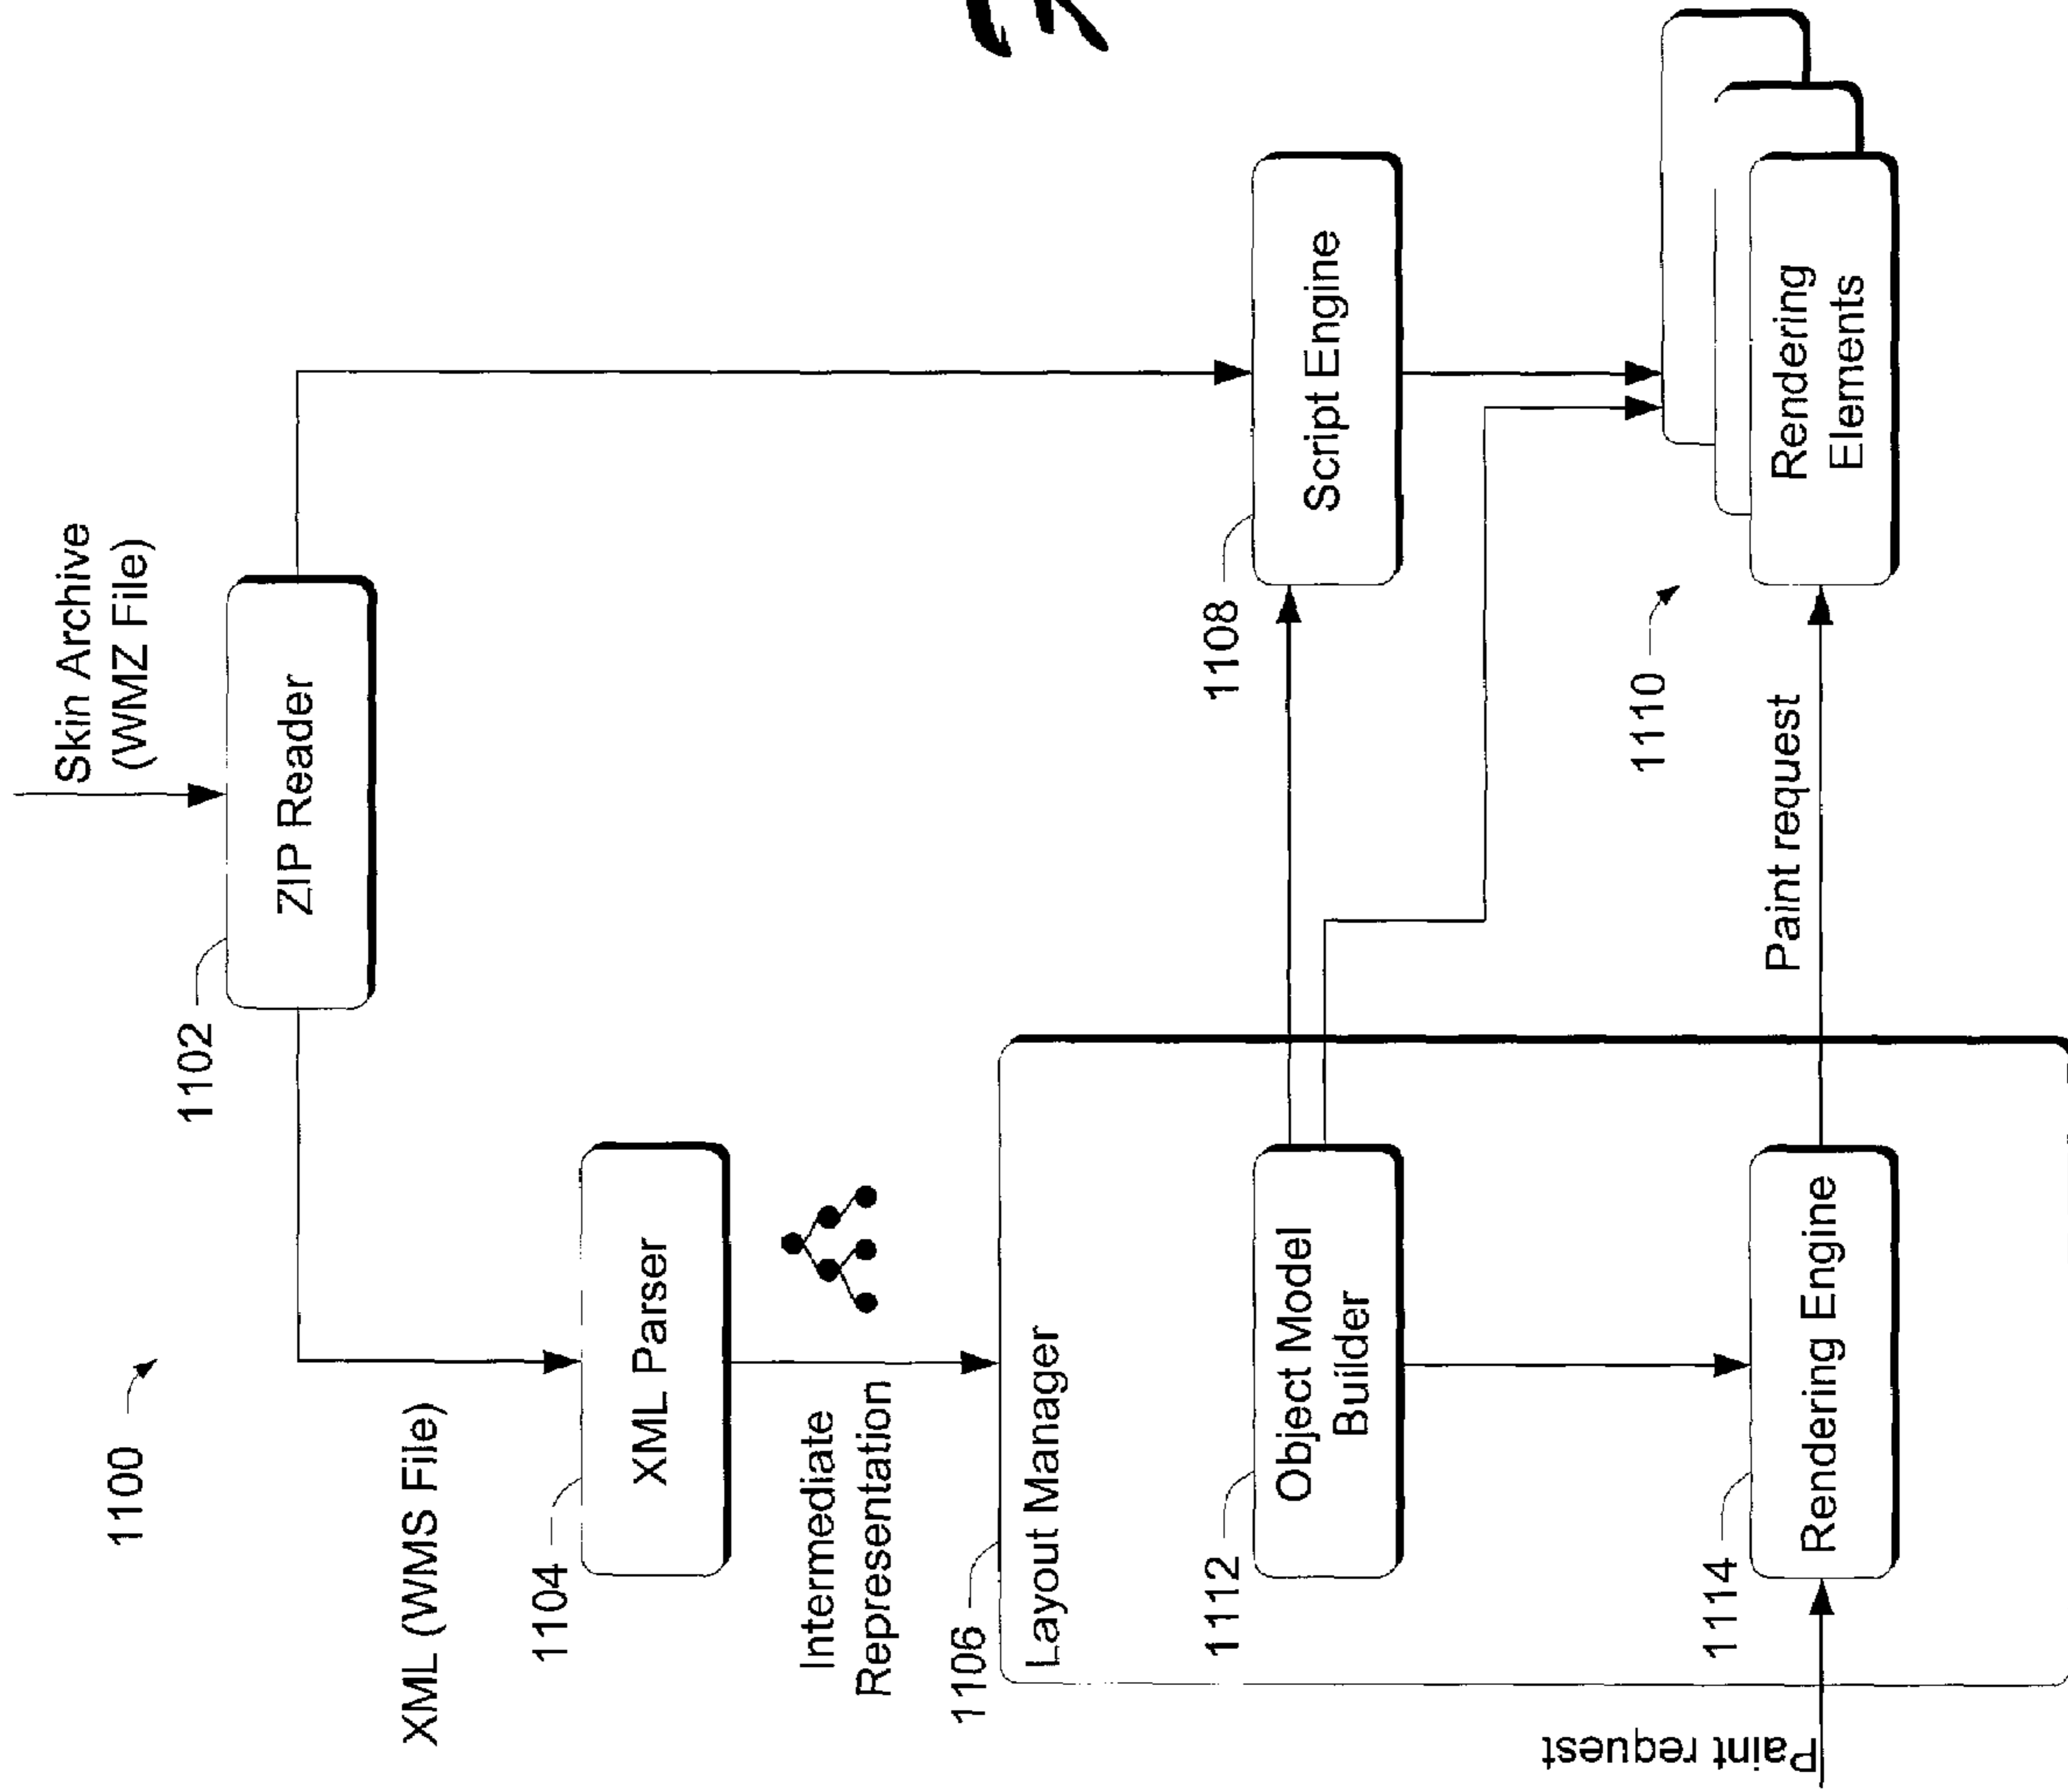 Skin Archive
(WMZ File)
1100
1102
ZIP Reader
XML (WMS File)
1104
XML Parser
Intermediate
Representation
1106
Layout Manager
1112
Object Model
Builder
1108
Script Engine
1110
1114
Rendering Engine
Paint request
Paint request
Rendering
Elements